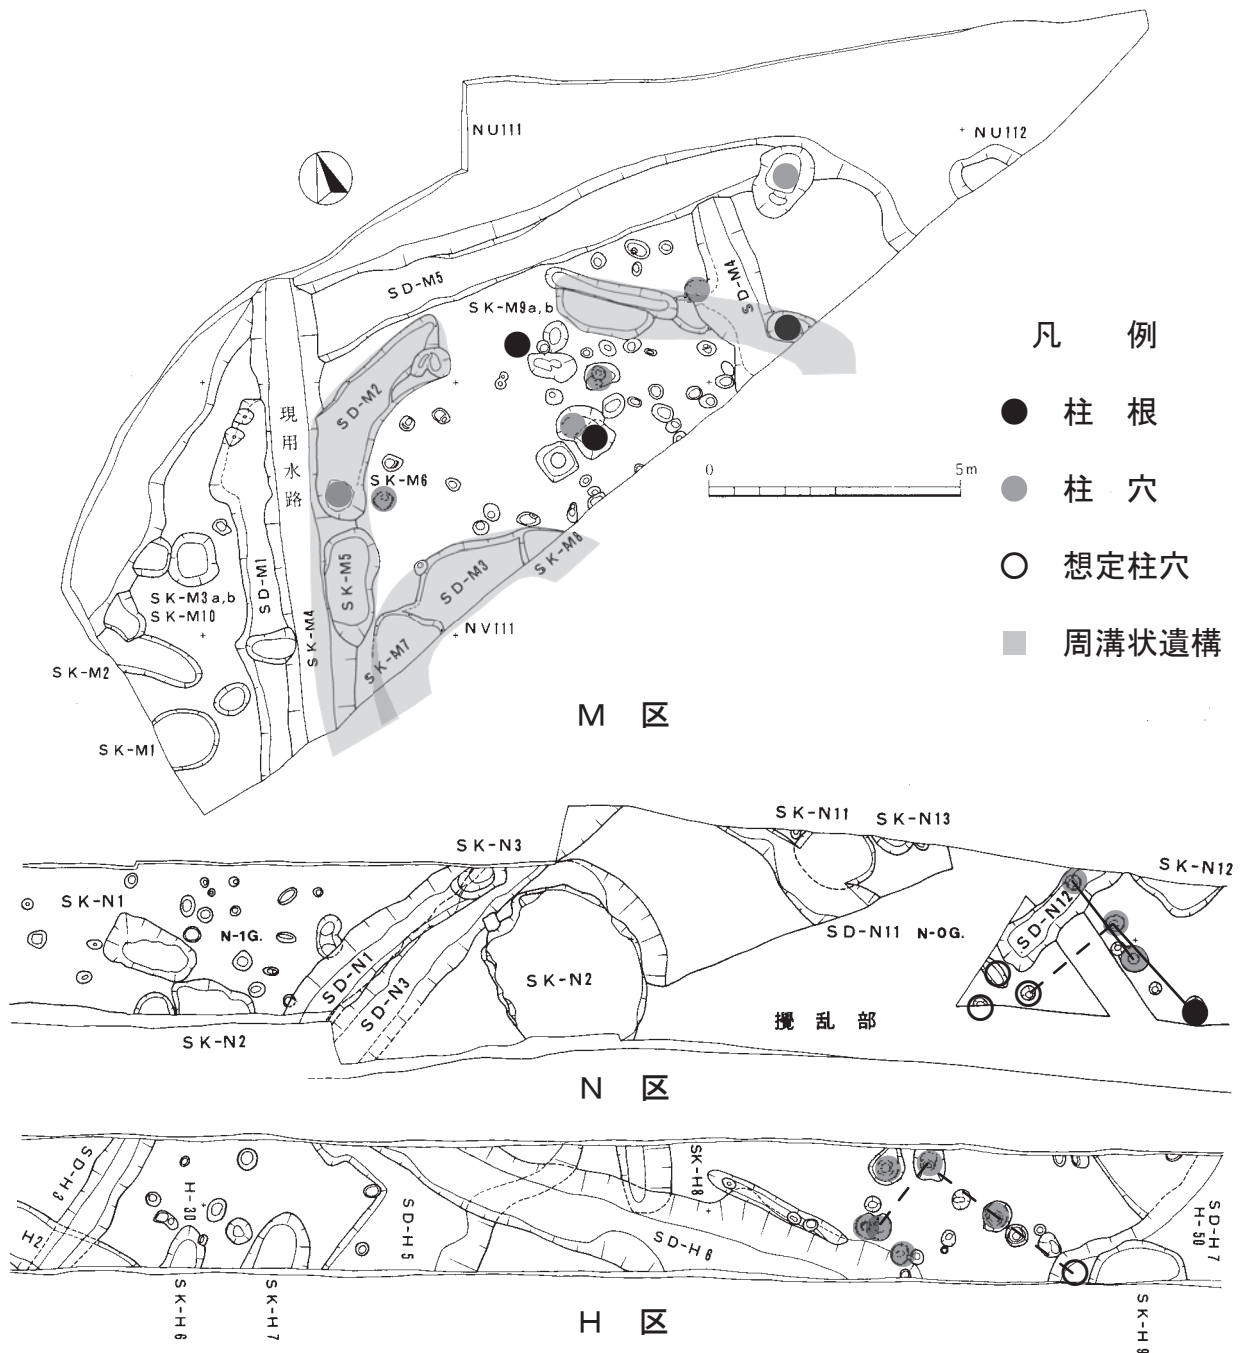 NU111
NU112
SD-M5
SD-M4
SK-M9a,b
凡 例
柱 根
柱 穴
想定柱穴
周溝状遺構
0 5m
SD-M2
現用水路
SK-M6
SD-M1
SK-M5
SD-M3
SK-M8
SK-M3a,b
SK-M10
SK-M4
NV111
SK-M7
SK-M2
SK-M1
M 区
SK-N11
SK-N13
SK-N3
SK-N12
SK-N1
N-1G.
SD-N12
SD-N11 N-0G.
SD-N1
SD-N3
SK-N2
攪乱部
SK-N2
N 区
SD-H3
H-30
SK-H8
SD-H5
SD-H6
SD-H7
H-50
H2
SK-H6
SK-H7
SK-H9
H 区